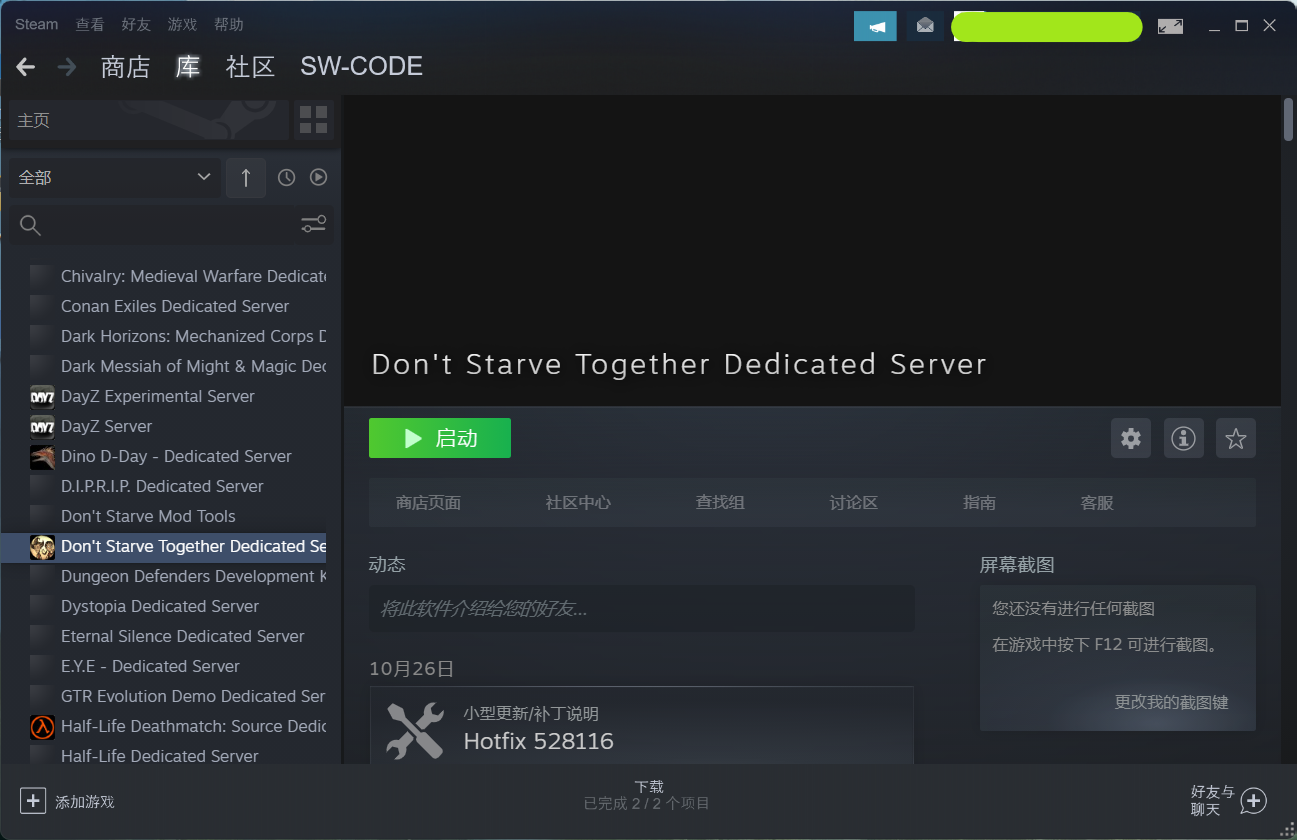 Steam 查看 好友 游戏 帮助
商店 库 社区 SW-CODE
主页
全部
Chivalry: Medieval Warfare Dedicate
Conan Exiles Dedicated Server
Dark Horizons: Mechanized Corps D
Dark Messiah of Might & Magic Dec
DayZ Experimental Server
DayZ Server
Dino D-Day - Dedicated Server
D.I.P.R.I.P. Dedicated Server
Don't Starve Mod Tools
Don't Starve Together Dedicated Se
Dungeon Defenders Development K
Dystopia Dedicated Server
Eternal Silence Dedicated Server
E.Y.E - Dedicated Server
GTR Evolution Demo Dedicated Ser
Half-Life Deathmatch: Source Dedic
Half-Life Dedicated Server
Don't Starve Together Dedicated Server
启动
商店页面 社区中心 查找组 讨论区 指南 客服
动态
将此软件介绍给您的好友...
10月26日
小型更新/补丁说明
Hotfix 528116
屏幕截图
您还没有进行任何截图
在游戏中按下 F12 可进行截图。
更改我的截图键
添加游戏
下载
已完成 2 / 2 个项目
好友与
聊天